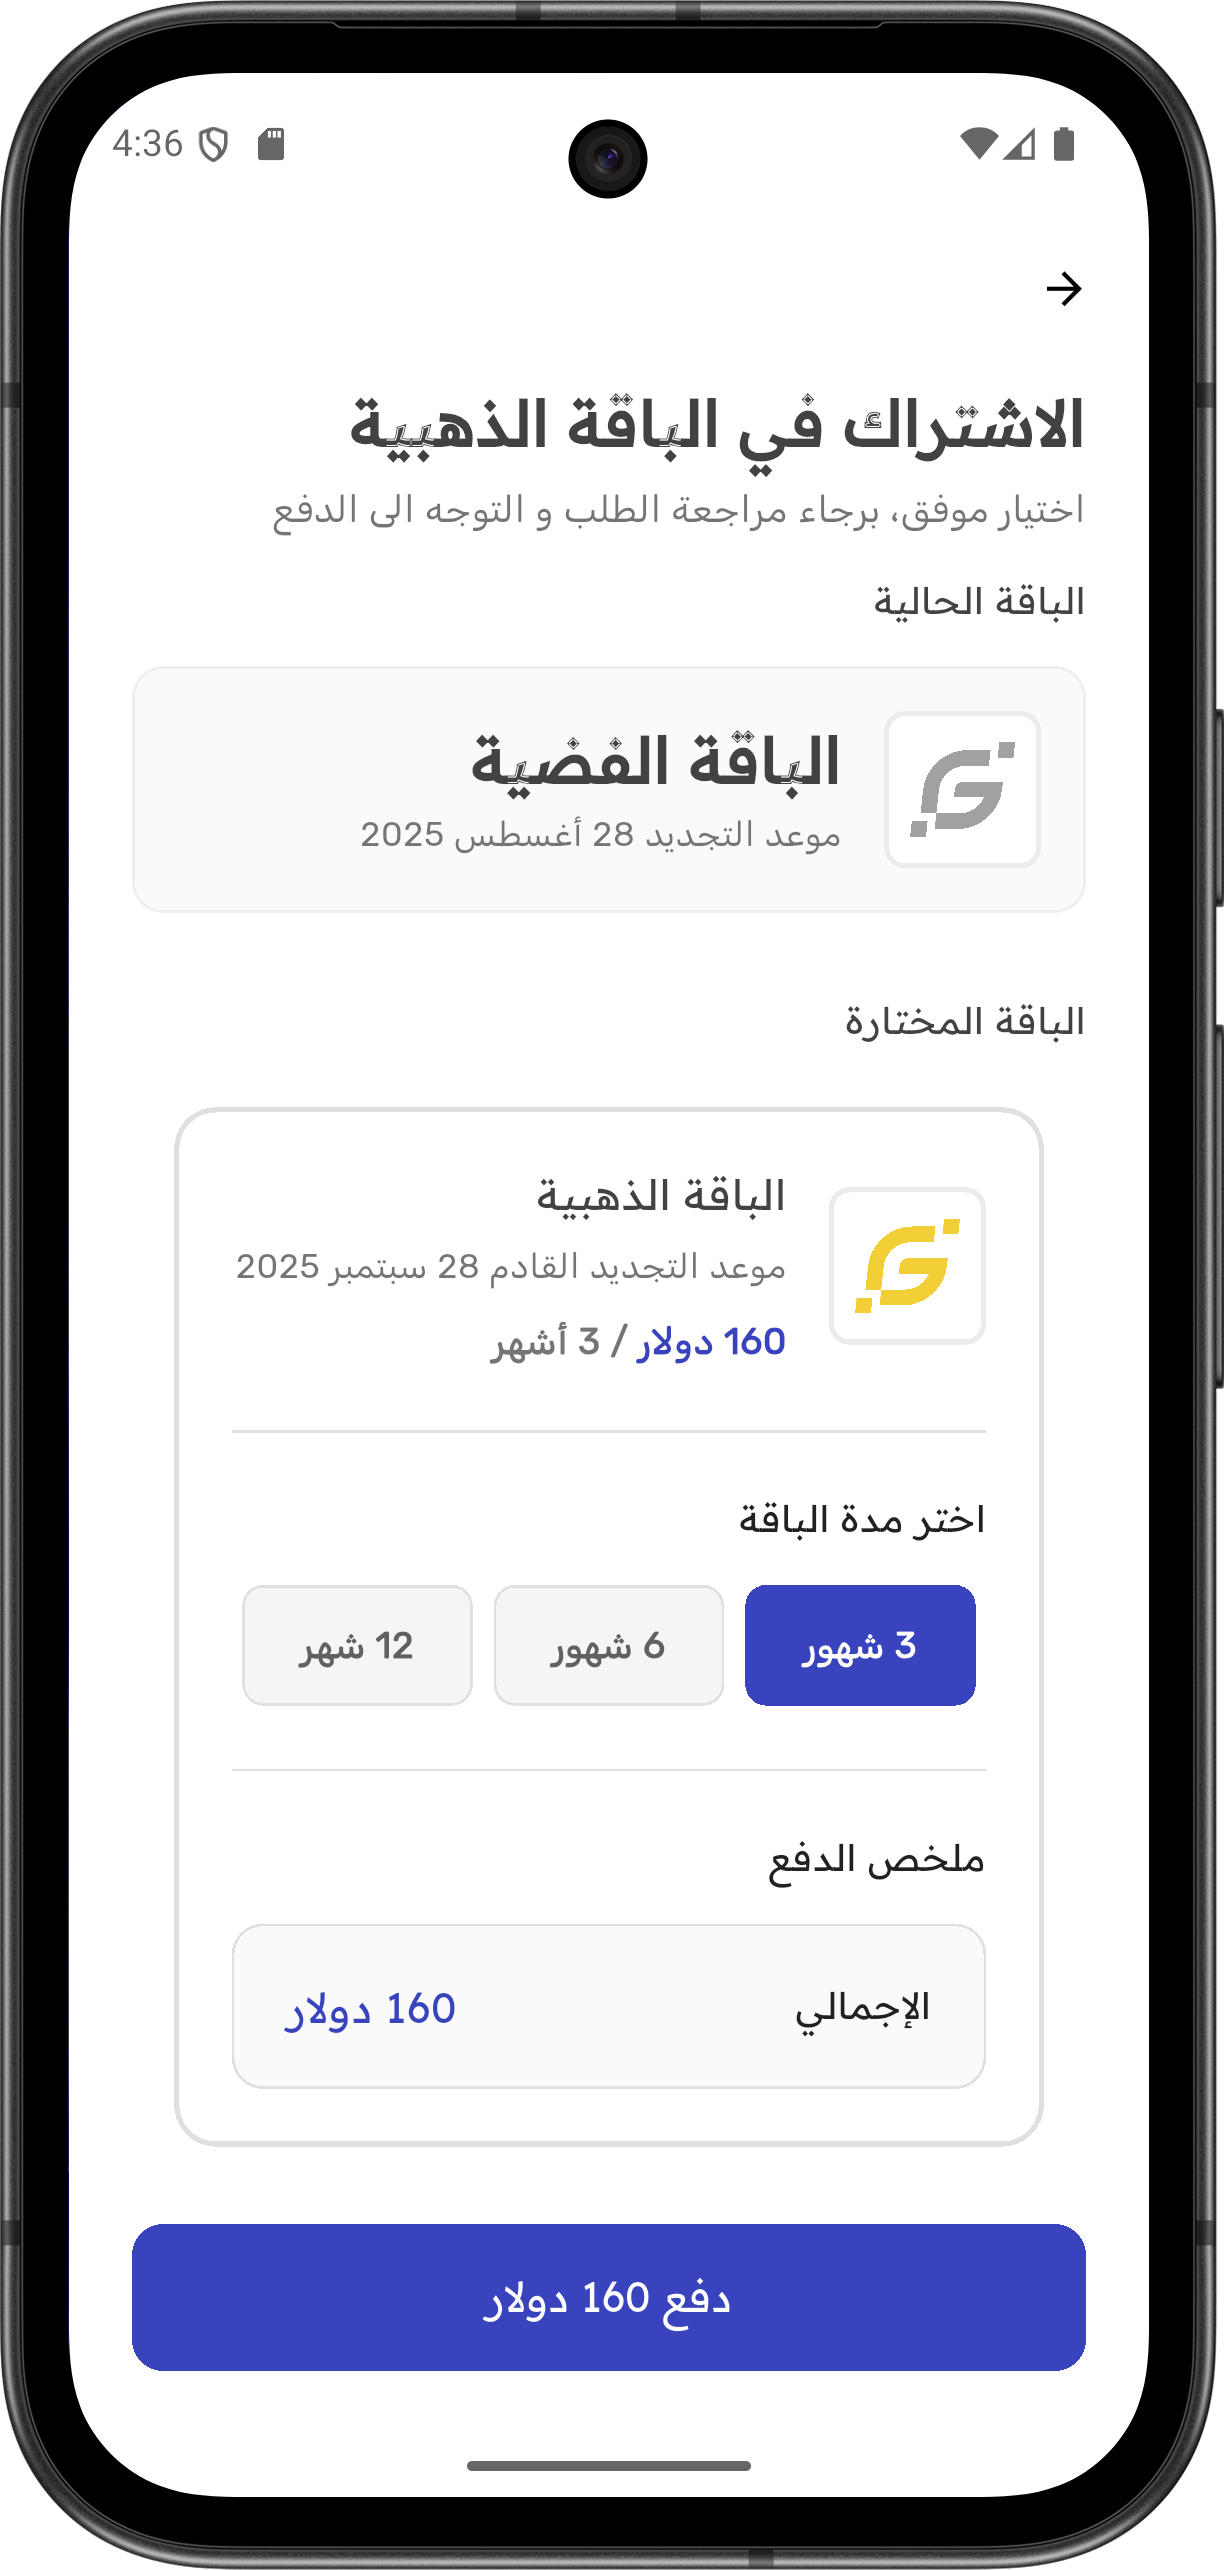 4:36
الاشتراك في الباقة الذهبية
اختيار موفق، برجاء مراجعة الطلب و التوجه الى الدفع
الباقة الحالية
الباقة الفضية
موعد التجديد 28 أغسطس 2025
الباقة المختارة
الباقة الذهبية
موعد التجديد القادم 28 سبتمبر 2025
160 دولار / 3 أشهر
اختر مدة الباقة
3 شهور
6 شهور
12 شهر
ملخص الدفع
الإجمالي
160 دولار
دفع 160 دولار